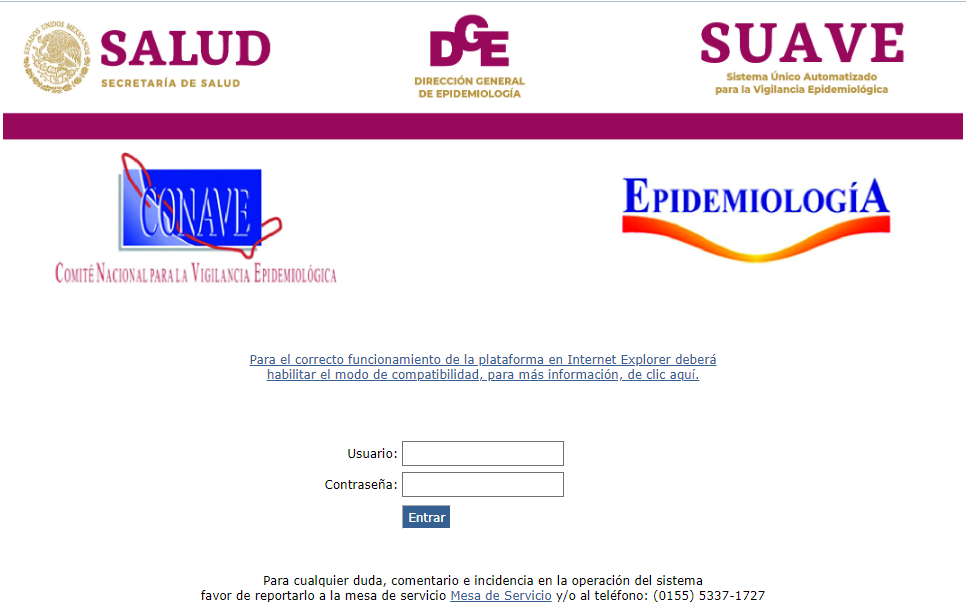 ESTADOS UNIDOS MEXICANOS
SALUD
SECRETARÍA DE SALUD
DGE
DIRECCIÓN GENERAL
DE EPIDEMIOLOGÍA
SUAVE
Sistema Único Automatizado
para la Vigilancia Epidemiológica
CONAVE
COMITÉ NACIONAL PARA LA VIGILANCIA EPIDEMIOLÓGICA
EPIDEMIOLOGÍA
Para el correcto funcionamiento de la plataforma en Internet Explorer deberá
habilitar el modo de compatibilidad, para más información, de clic aquí.
Usuario:
Contraseña:
Entrar
Para cualquier duda, comentario e incidencia en la operación del sistema
favor de reportarlo a la mesa de servicio Mesa de Servicio y/o al teléfono: (0155) 5337-1727